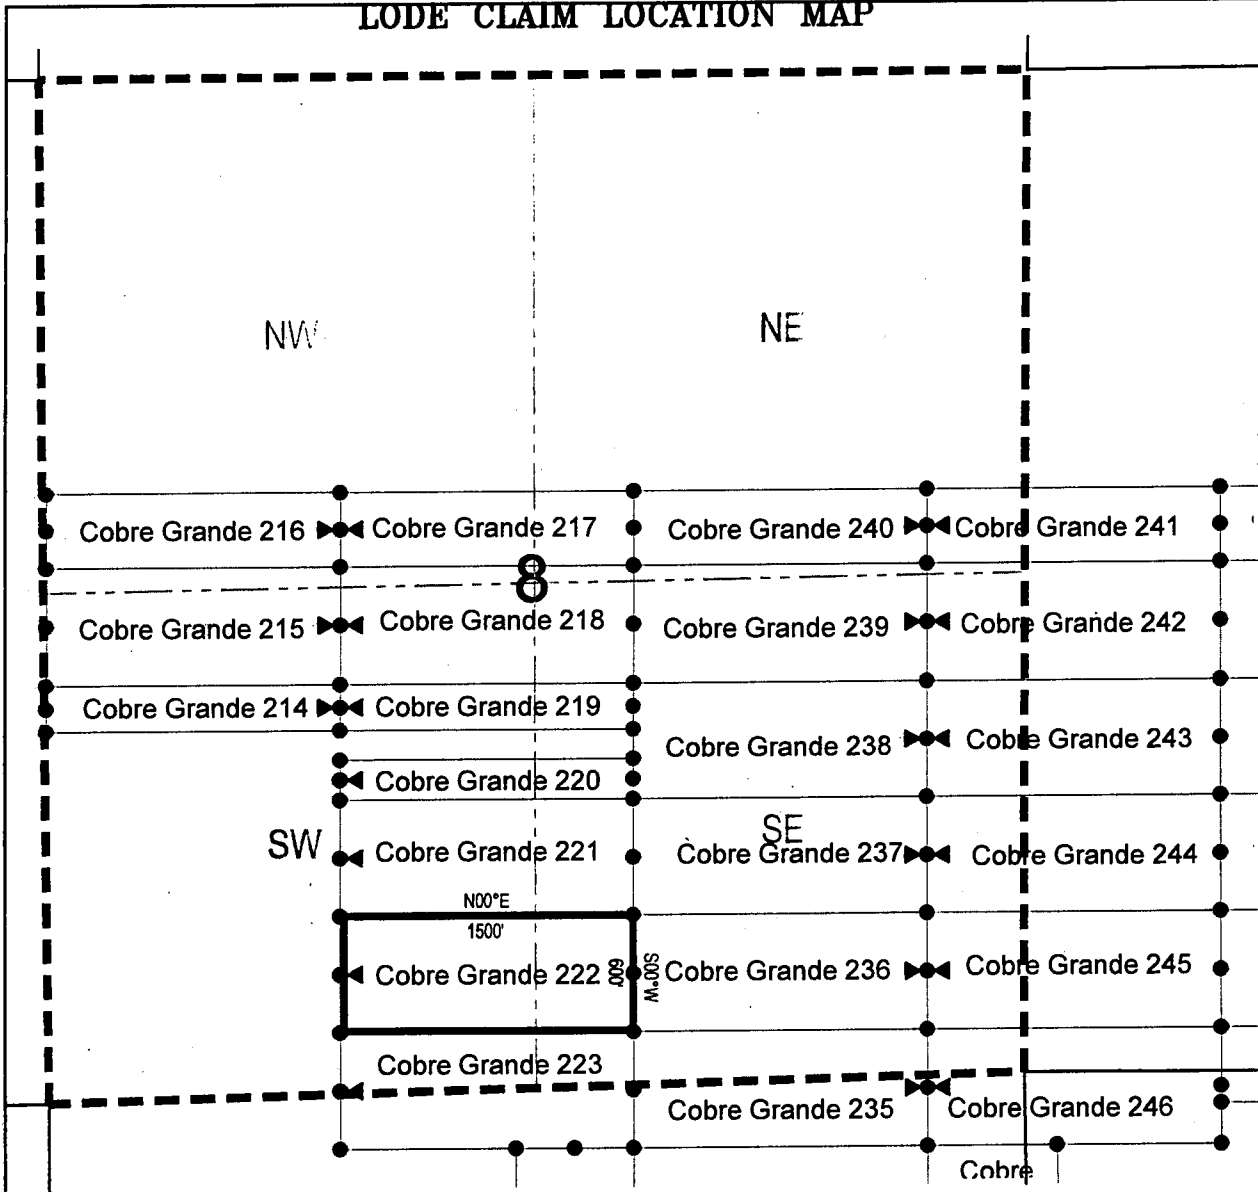 LODE CLAIM LOCATION MAP
NW
NE
Cobre Grande 216
Cobre Grande 217
Cobre Grande 240
Cobre Grande 241
8
Cobre Grande 215
Cobre Grande 218
Cobre Grande 239
Cobre Grande 242
Cobre Grande 214
Cobre Grande 219
Cobre Grande 238
Cobre Grande 243
Cobre Grande 220
SW
SE
Cobre Grande 221
Cobre Grande 237
Cobre Grande 244
N00°E
1500'
Cobre Grande 222
600'
S00°W
Cobre Grande 236
Cobre Grande 245
Cobre Grande 223
Cobre Grande 235
Cobre Grande 246
Cobre